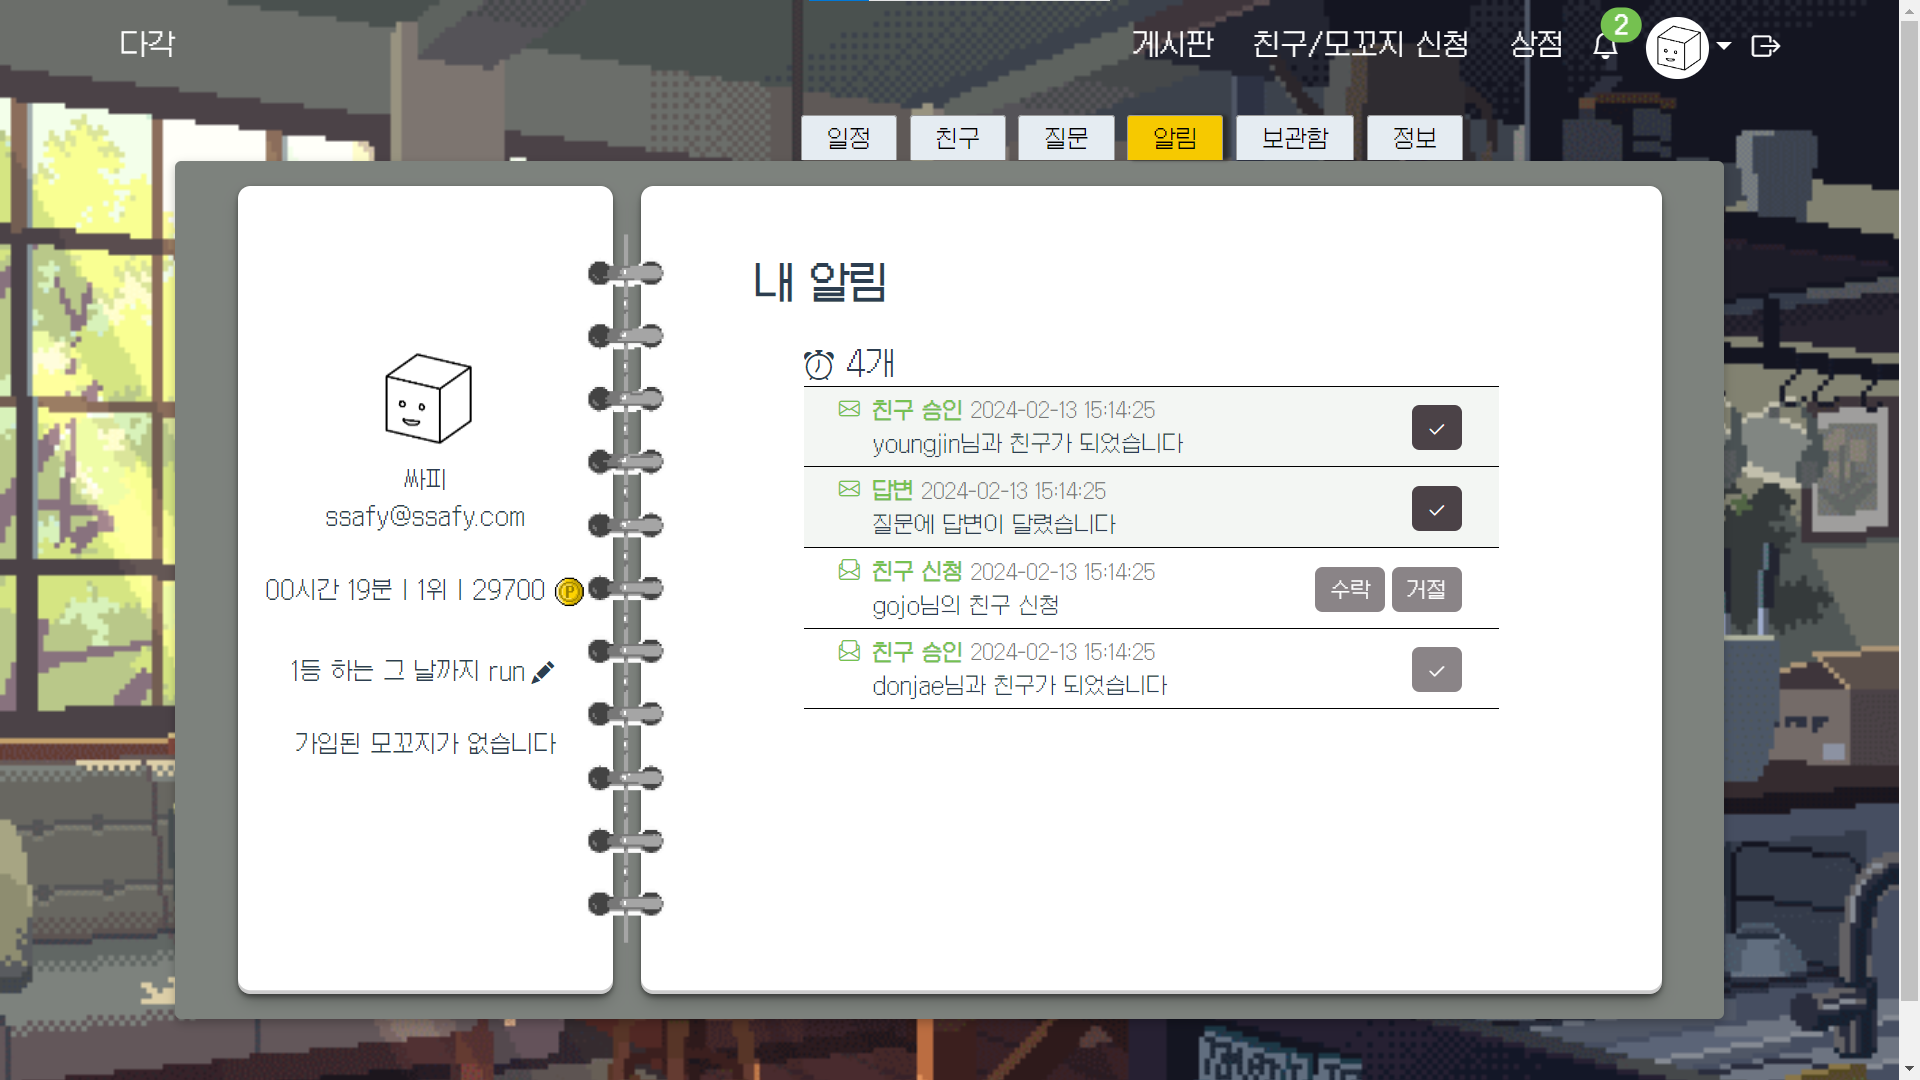 다각
게시판 친구/모꼬지 신청 상점 2
일정 친구 질문 알림 보관함 정보
싸피
ssafy@ssafy.com
00시간 19분 | 1위 | 29700 P
1등 하는 그 날까지 run
가입된 모꼬지가 없습니다
내 알림
4개
친구 승인 2024-02-13 15:14:25
youngjin님과 친구가 되었습니다
답변 2024-02-13 15:14:25
질문에 답변이 달렸습니다
친구 신청 2024-02-13 15:14:25
gojo님의 친구 신청
수락 거절
친구 승인 2024-02-13 15:14:25
donjae님과 친구가 되었습니다